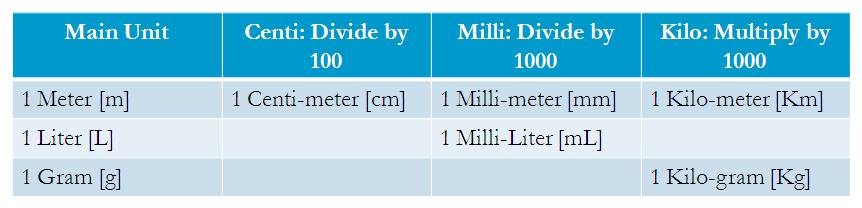 Main Unit
Centi: Divide by
100
Milli: Divide by
1000
Kilo: Multiply by
1000
1 Meter [m]
1 Centi-meter [cm]
1 Milli-meter [mm]
1 Kilo-meter [Km]
1 Liter [L]
1 Milli-Liter [mL]
1 Gram [g]
1 Kilo-gram [Kg]